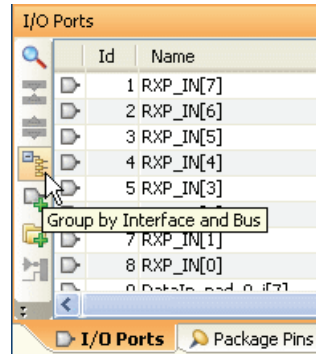 I/O Ports
Id Name
1 RXP_IN[7]
2 RXP_IN[6]
3 RXP_IN[5]
4 RXP_IN[4]
5 RXP_IN[3]
Group by Interface and Bus
7 RXP_IN[1]
8 RXP_IN[0]
I/O Ports Package Pins